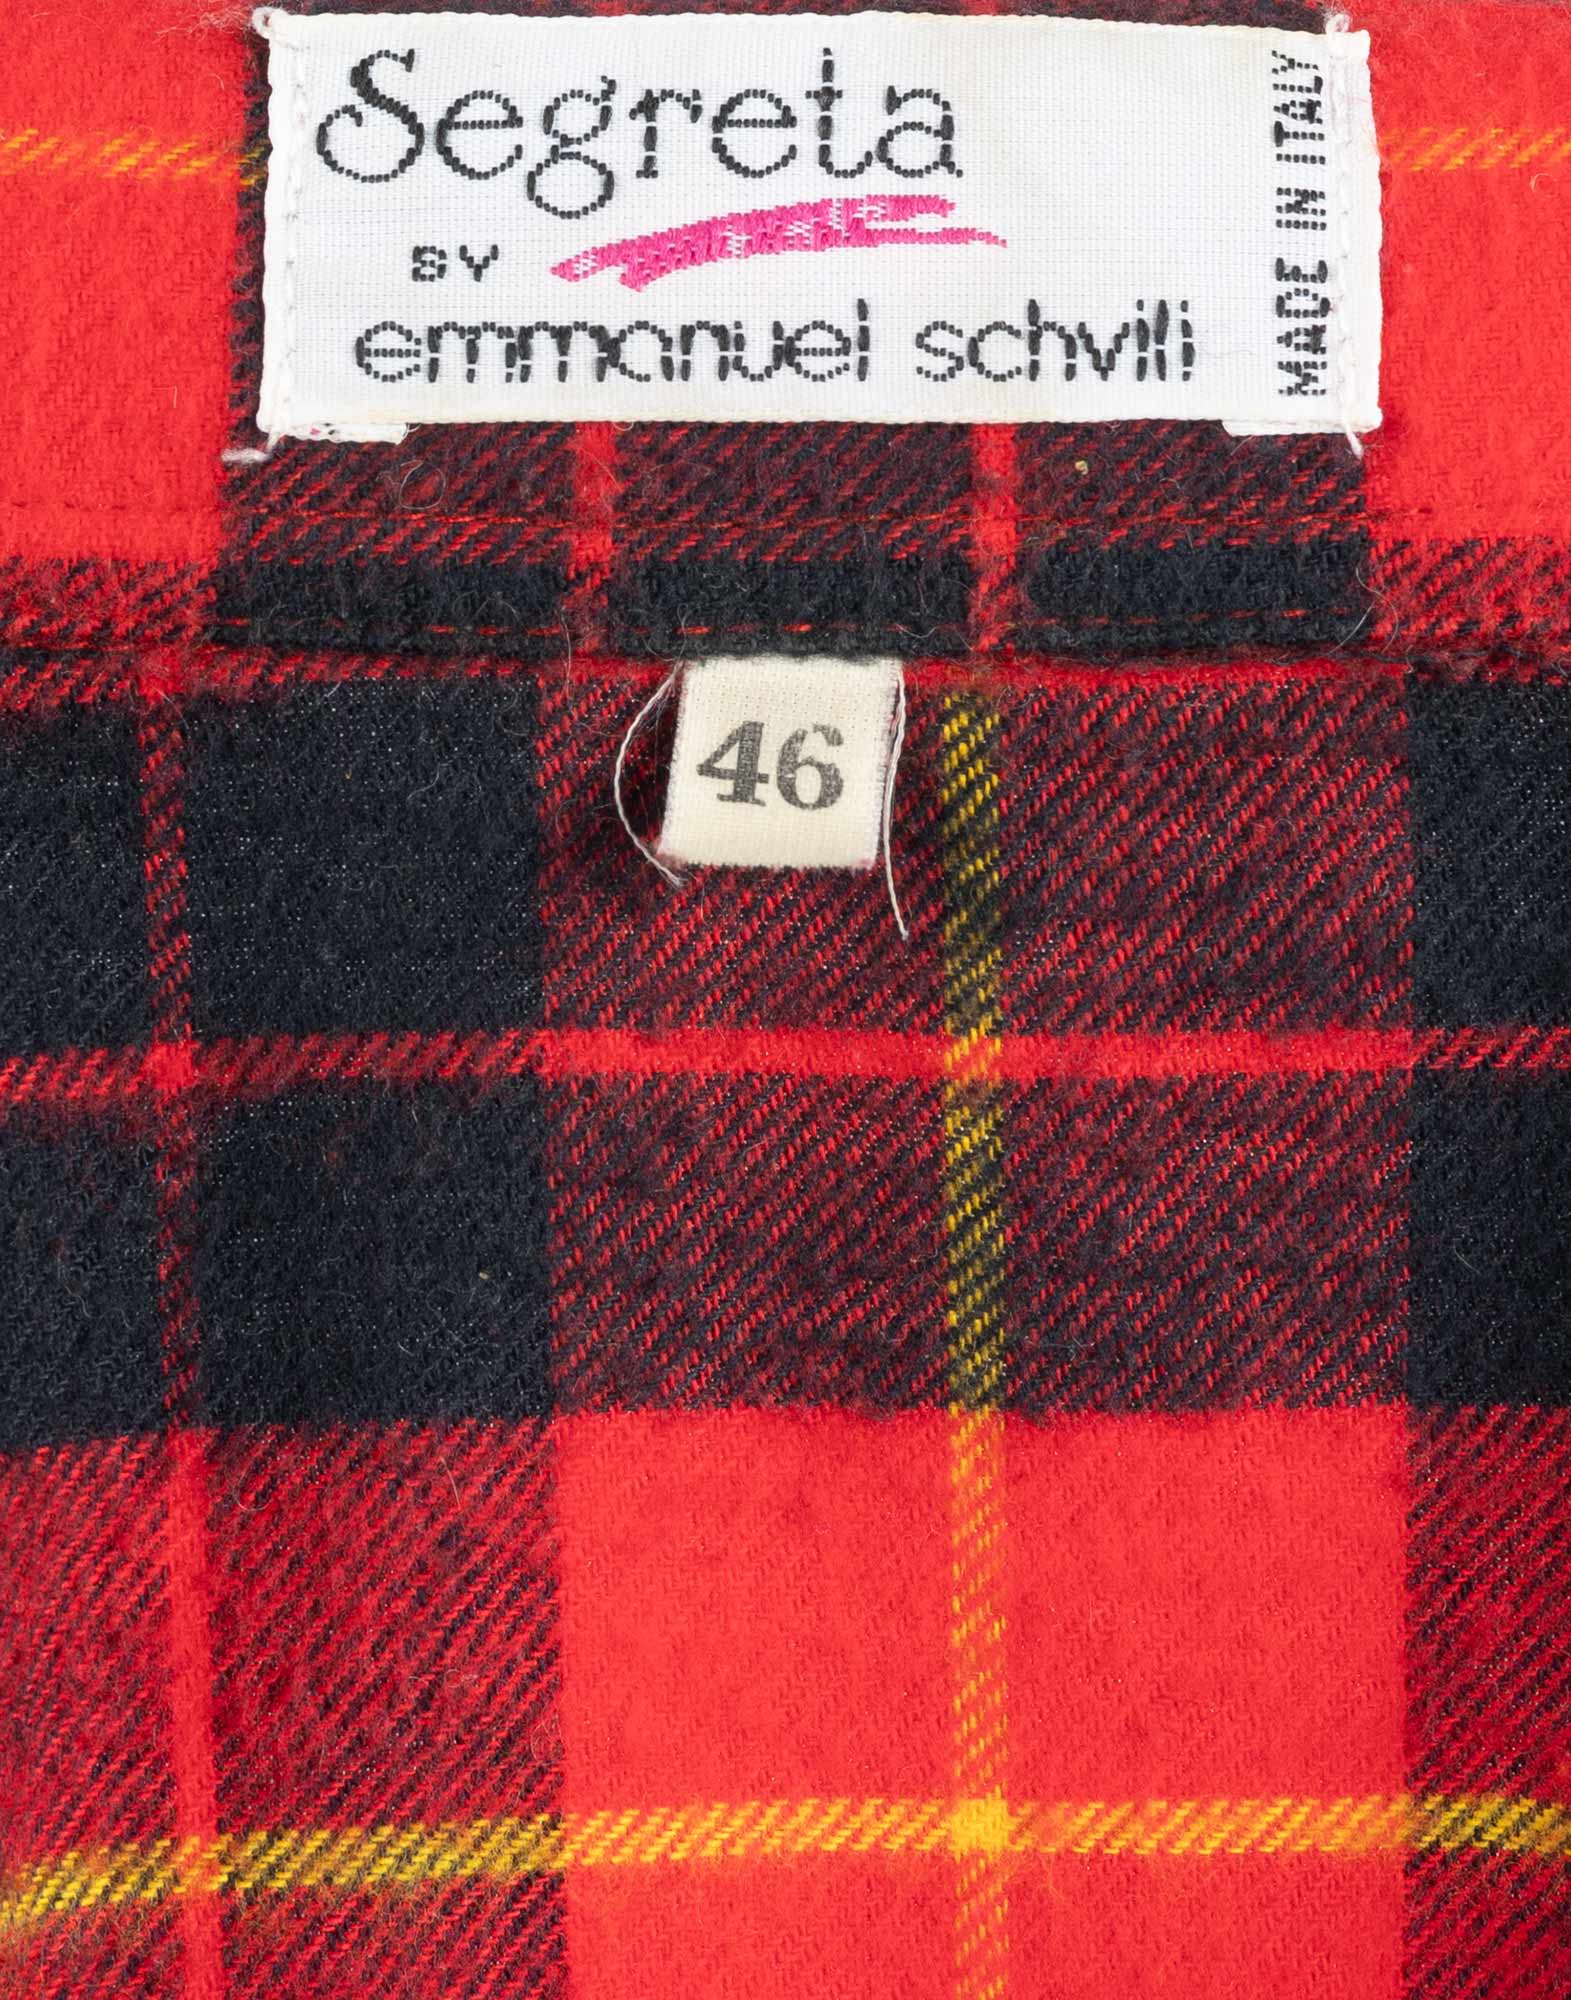 Segreta
BY
emmanuel schvili
MADE IN ITALY
46